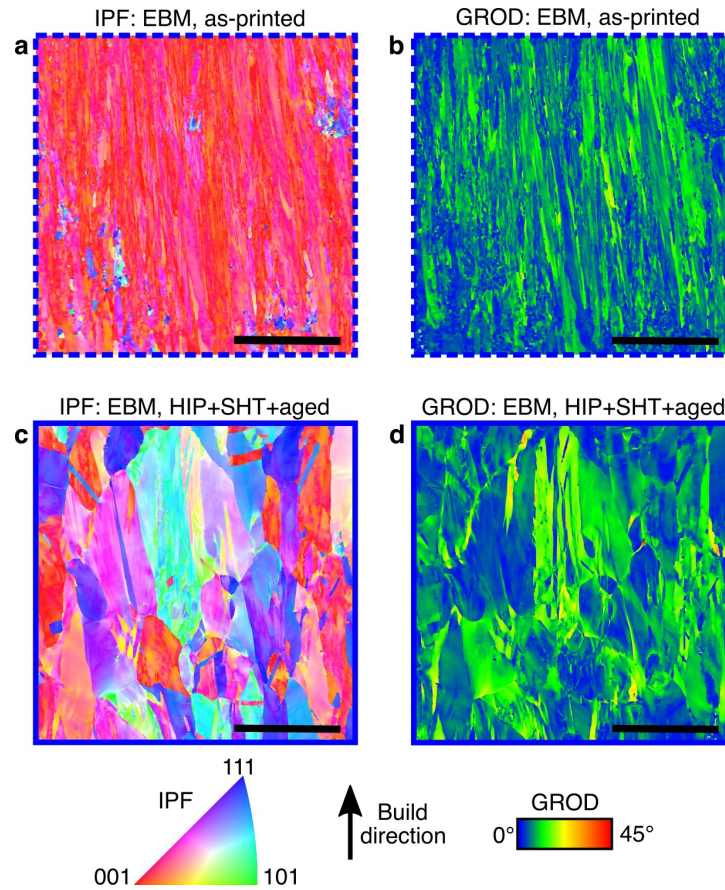 IPF: EBM, as-printed
GROD: EBM, as-printed
a
b
IPF: EBM, HIP+SHT+aged
GROD: EBM, HIP+SHT+aged
c
d
111
IPF
001
101
Build
direction
GROD
0°
45°